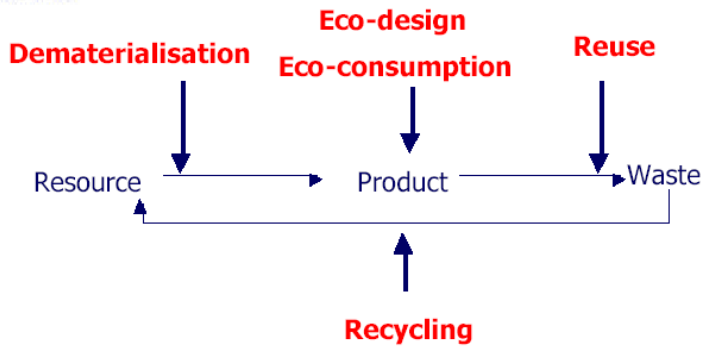 Eco-design
Dematerialisation
Eco-consumption
Reuse
Resource
Product
Waste
Recycling